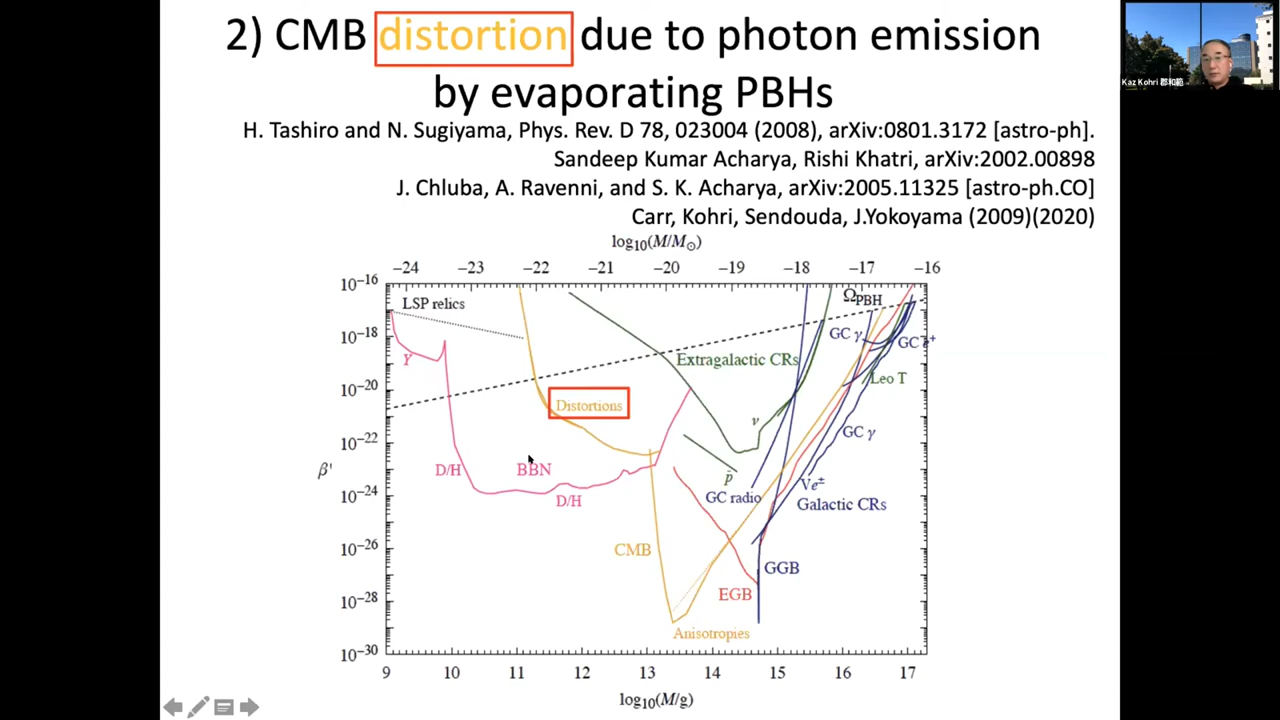 2) CMB distortion due to photon emission
by evaporating PBHs
Kaz Kohri 郡和範
H. Tashiro and N. Sugiyama, Phys. Rev. D 78, 023004 (2008), arXiv:0801.3172 [astro-ph].
Sandeep Kumar Acharya, Rishi Khatri, arXiv:2002.00898
J. Chluba, A. Ravenni, and S. K. Acharya, arXiv:2005.11325 [astro-ph.CO]
Carr, Kohri, Sendouda, J.Yokoyama (2009)(2020)
log₁₀(M/M⊙)
−24 −23 −22 −21 −20 −19 −18 −17 −16
10⁻¹⁶
LSP relics
Ω_PBH
10⁻¹⁸
GC γ
GC e⁺
Y
Extragalactic CRs
Leo T
10⁻²⁰
Distortions
ν
10⁻²²
GC γ
β'
D/H
BBN
p̄
Ve±
10⁻²⁴
D/H
GC radio
Galactic CRs
10⁻²⁶
CMB
GGB
10⁻²⁸
EGB
Anisotropies
10⁻³⁰
9 10 11 12 13 14 15 16 17
log₁₀(M/g)